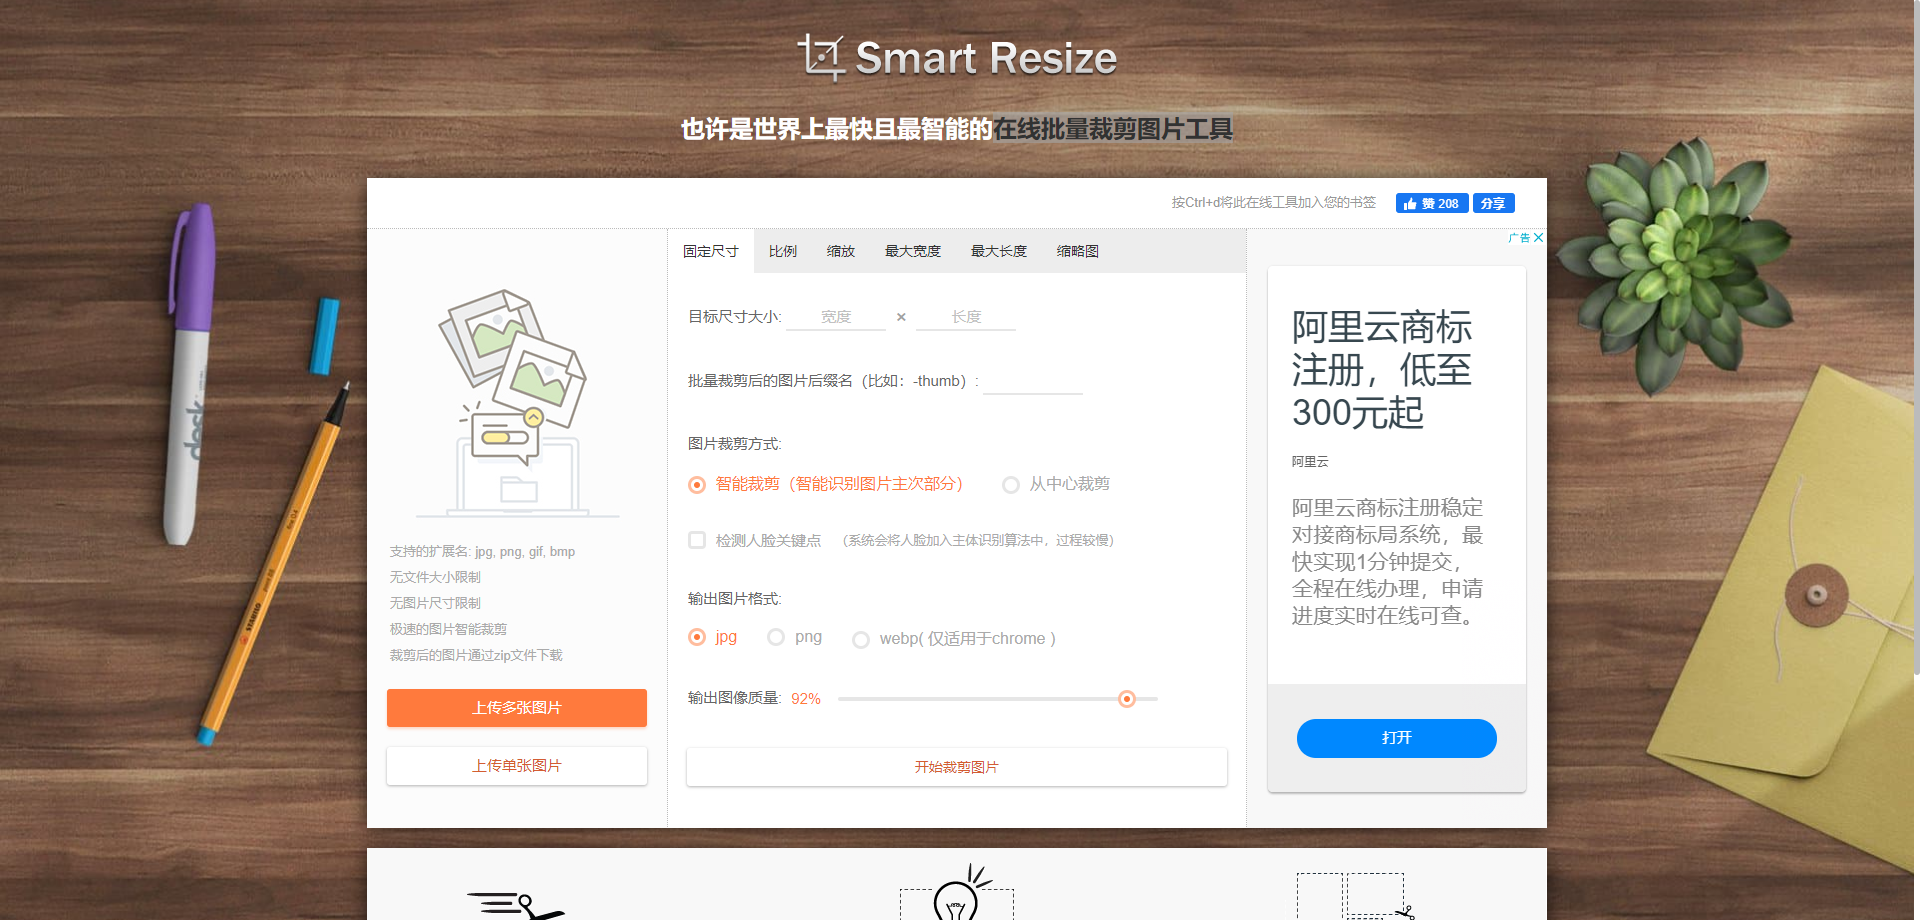 Smart Resize
也许是世界上最快且最智能的在线批量裁剪图片工具
按Ctrl+d将此在线工具加入您的书签
赞 208
分享
固定尺寸
比例
缩放
最大宽度
最大长度
缩略图
广告
目标尺寸大小: 宽度 × 长度
批量裁剪后的图片后缀名（比如：-thumb）:
图片裁剪方式:
智能裁剪（智能识别图片主次部分）
从中心裁剪
检测人脸关键点 （系统会将人脸加入主体识别算法中，过程较慢）
输出图片格式:
jpg
png
webp( 仅适用于chrome )
输出图像质量: 92%
开始裁剪图片
支持的扩展名: jpg, png, gif, bmp
无文件大小限制
无图片尺寸限制
极速的图片智能裁剪
裁剪后的图片通过zip文件下载
上传多张图片
上传单张图片
阿里云商标
注册，低至
300元起
阿里云
阿里云商标注册稳定
对接商标局系统，最
快实现1分钟提交，
全程在线办理，申请
进度实时在线可查。
打开
desk